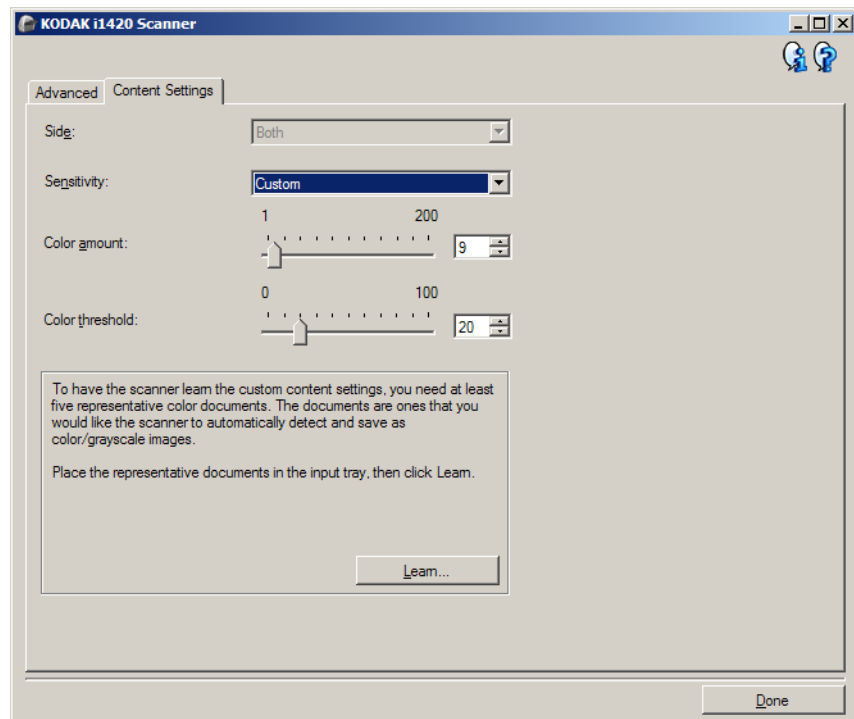 KODAK i1420 Scanner
Advanced
Content Settings
Side:
Both
Sensitivity:
Custom
1 200
Color amount:
9
0 100
Color threshold:
20
To have the scanner learn the custom content settings, you need at least
five representative color documents. The documents are ones that you
would like the scanner to automatically detect and save as
color/grayscale images.
Place the representative documents in the input tray, then click Learn.
Learn...
Done